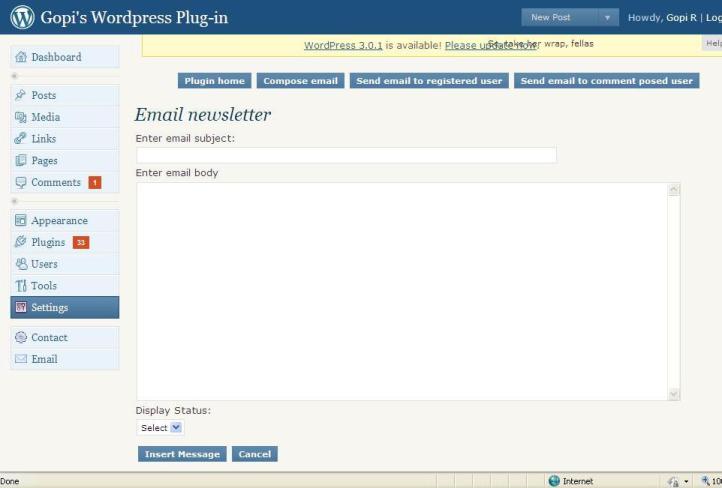 Gopi's Wordpress Plug-in
New Post
Howdy, Gopi R | Log
WordPress 3.0.1 is available! Please update now.
So, take her wrap, fellas
Help
Dashboard
Posts
Media
Links
Pages
Comments 1
Appearance
Plugins 33
Users
Tools
Settings
Contact
Email
Plugin home
Compose email
Send email to registered user
Send email to comment posed user
Email newsletter
Enter email subject:
Enter email body
Display Status:
Select
Insert Message
Cancel
Done
Internet